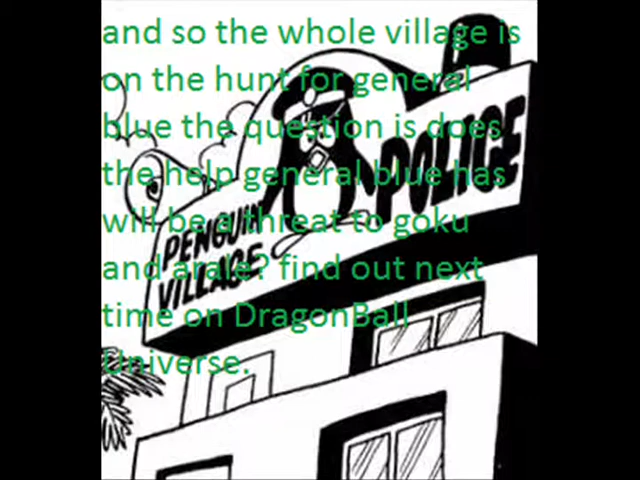 and so the whole village is
on the hunt for general
blue the question is does
the help general blue has
will be a threat to goku
and arale? find out next
time on DragonBall
Universe.
PENGUIN
VILLAGE
POLICE